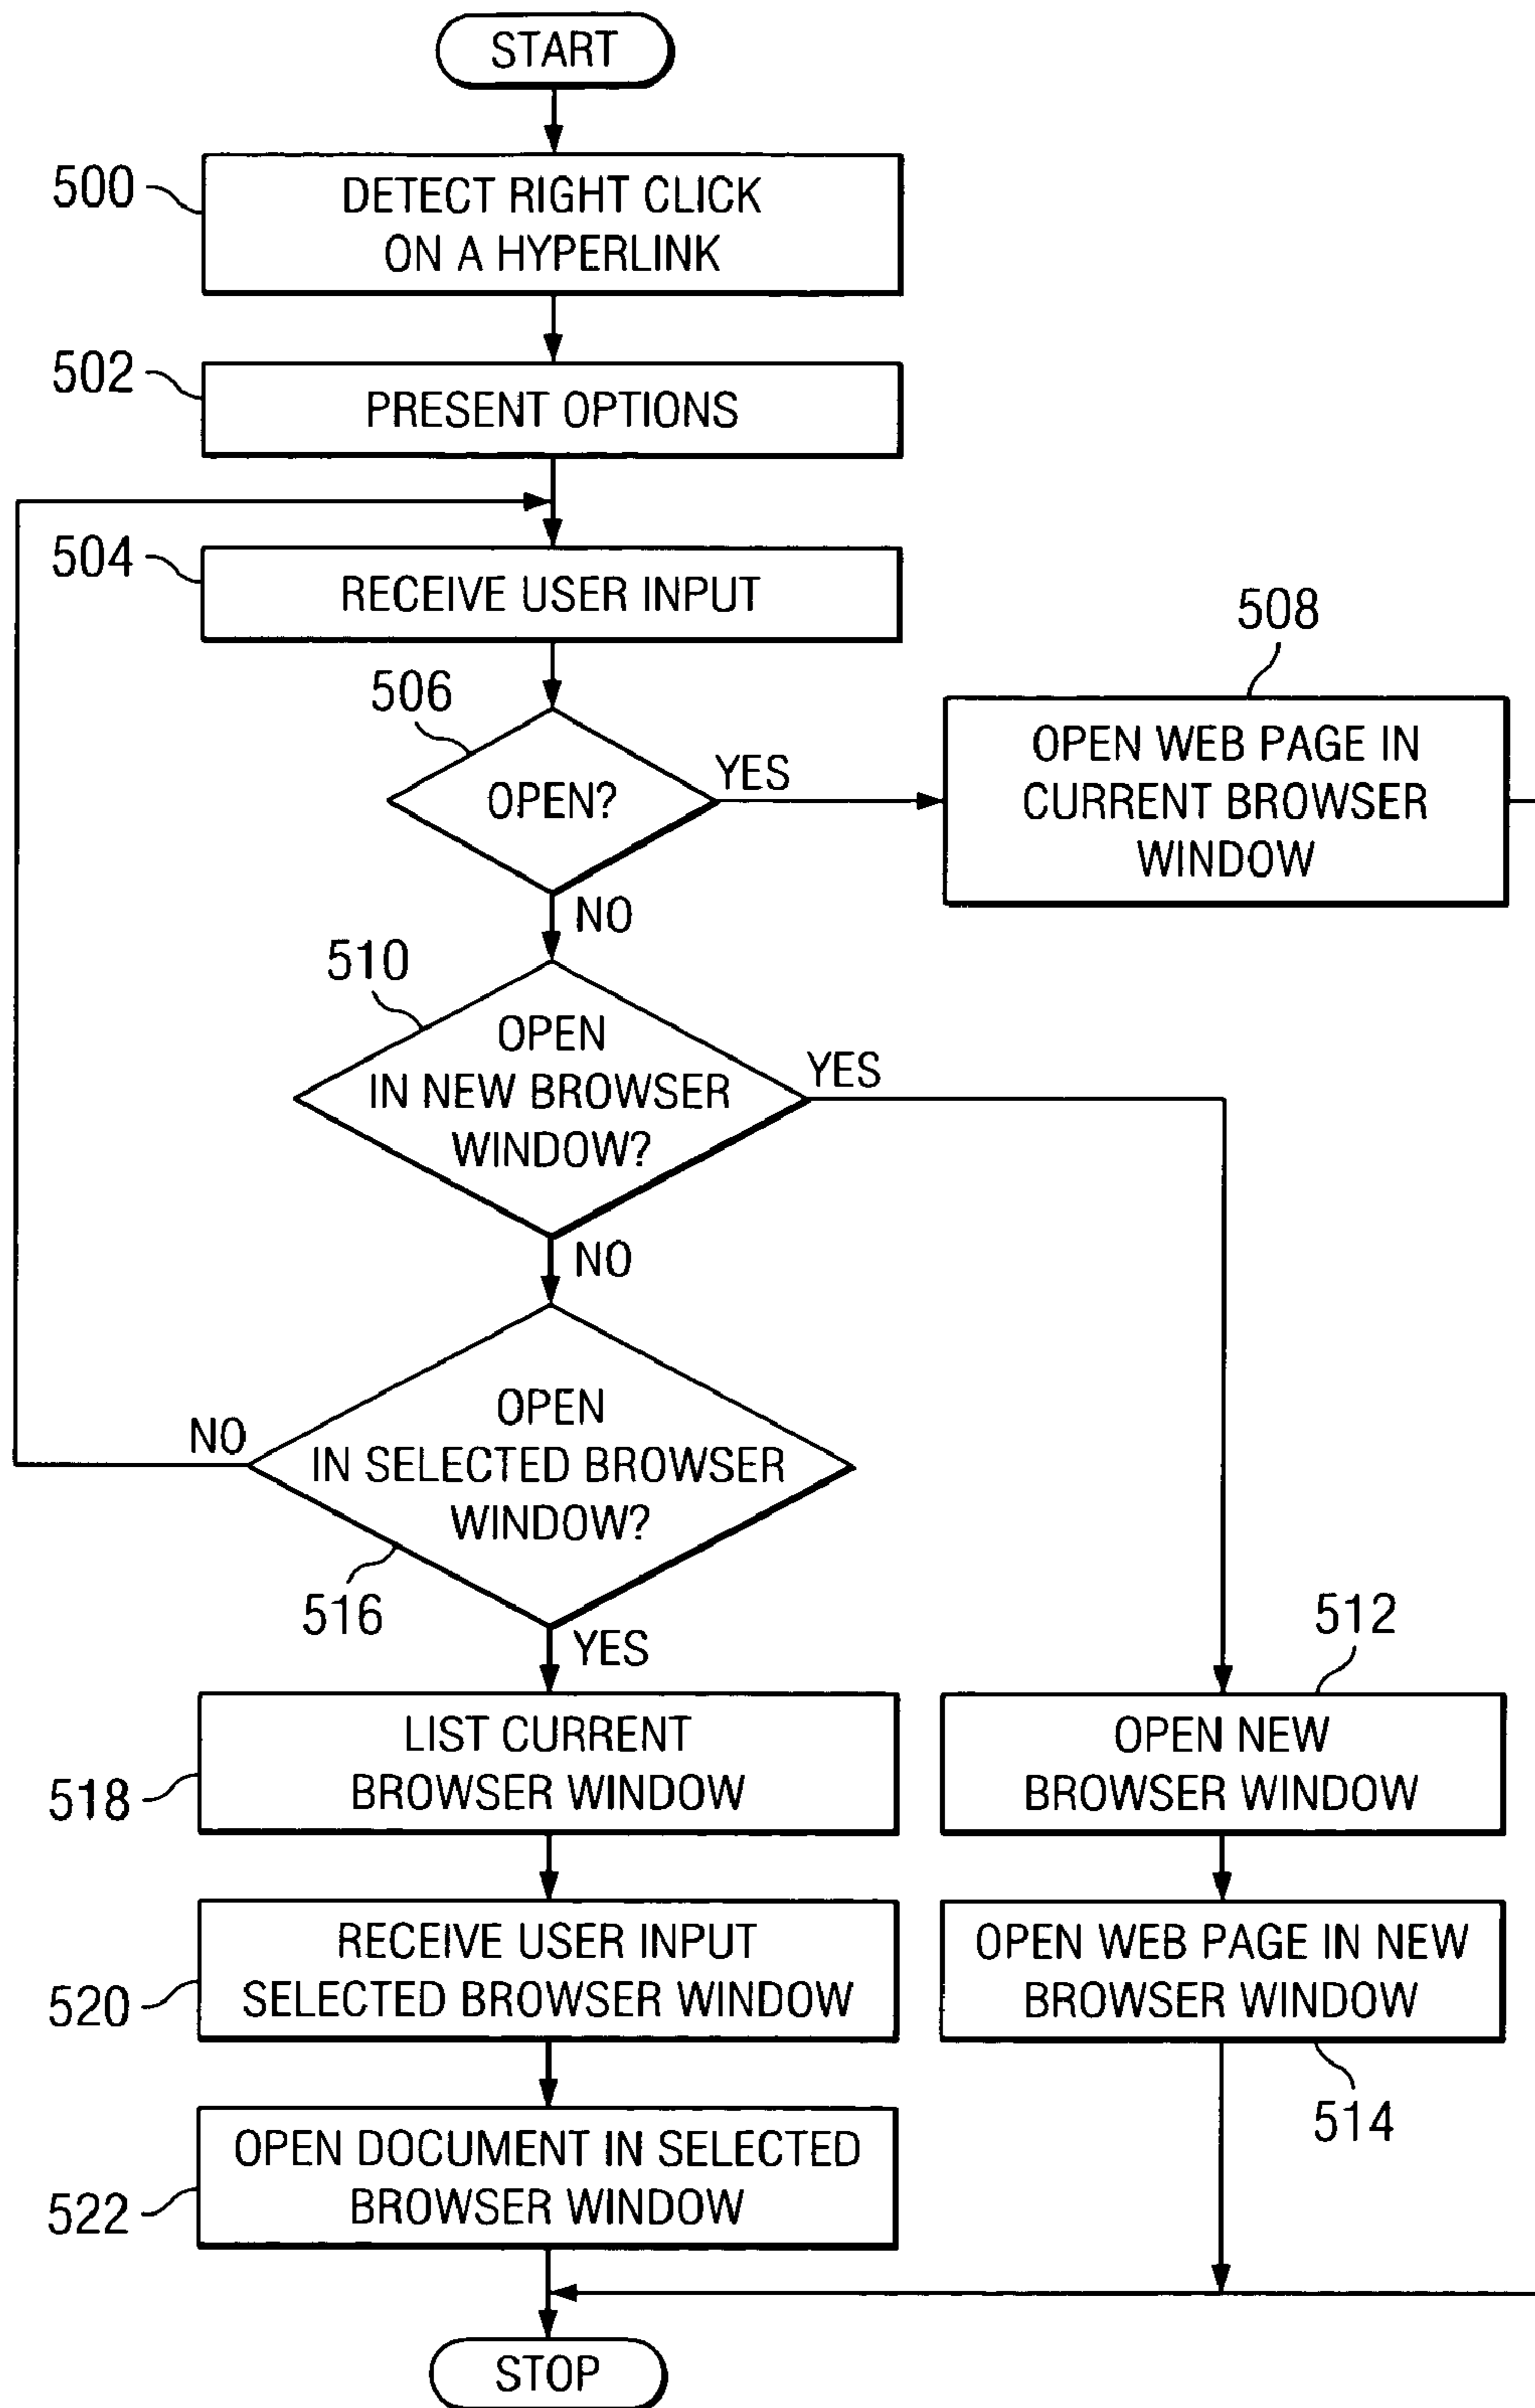 START
500
DETECT RIGHT CLICK
ON A HYPERLINK
502
PRESENT OPTIONS
504
RECEIVE USER INPUT
506
OPEN?
YES
508
OPEN WEB PAGE IN
CURRENT BROWSER
WINDOW
NO
510
OPEN
IN NEW BROWSER
WINDOW?
YES
NO
OPEN
IN SELECTED BROWSER
WINDOW?
NO
516
YES
512
LIST CURRENT
BROWSER WINDOW
518
OPEN NEW
BROWSER WINDOW
RECEIVE USER INPUT
SELECTED BROWSER WINDOW
520
OPEN WEB PAGE IN NEW
BROWSER WINDOW
514
OPEN DOCUMENT IN SELECTED
BROWSER WINDOW
522
STOP